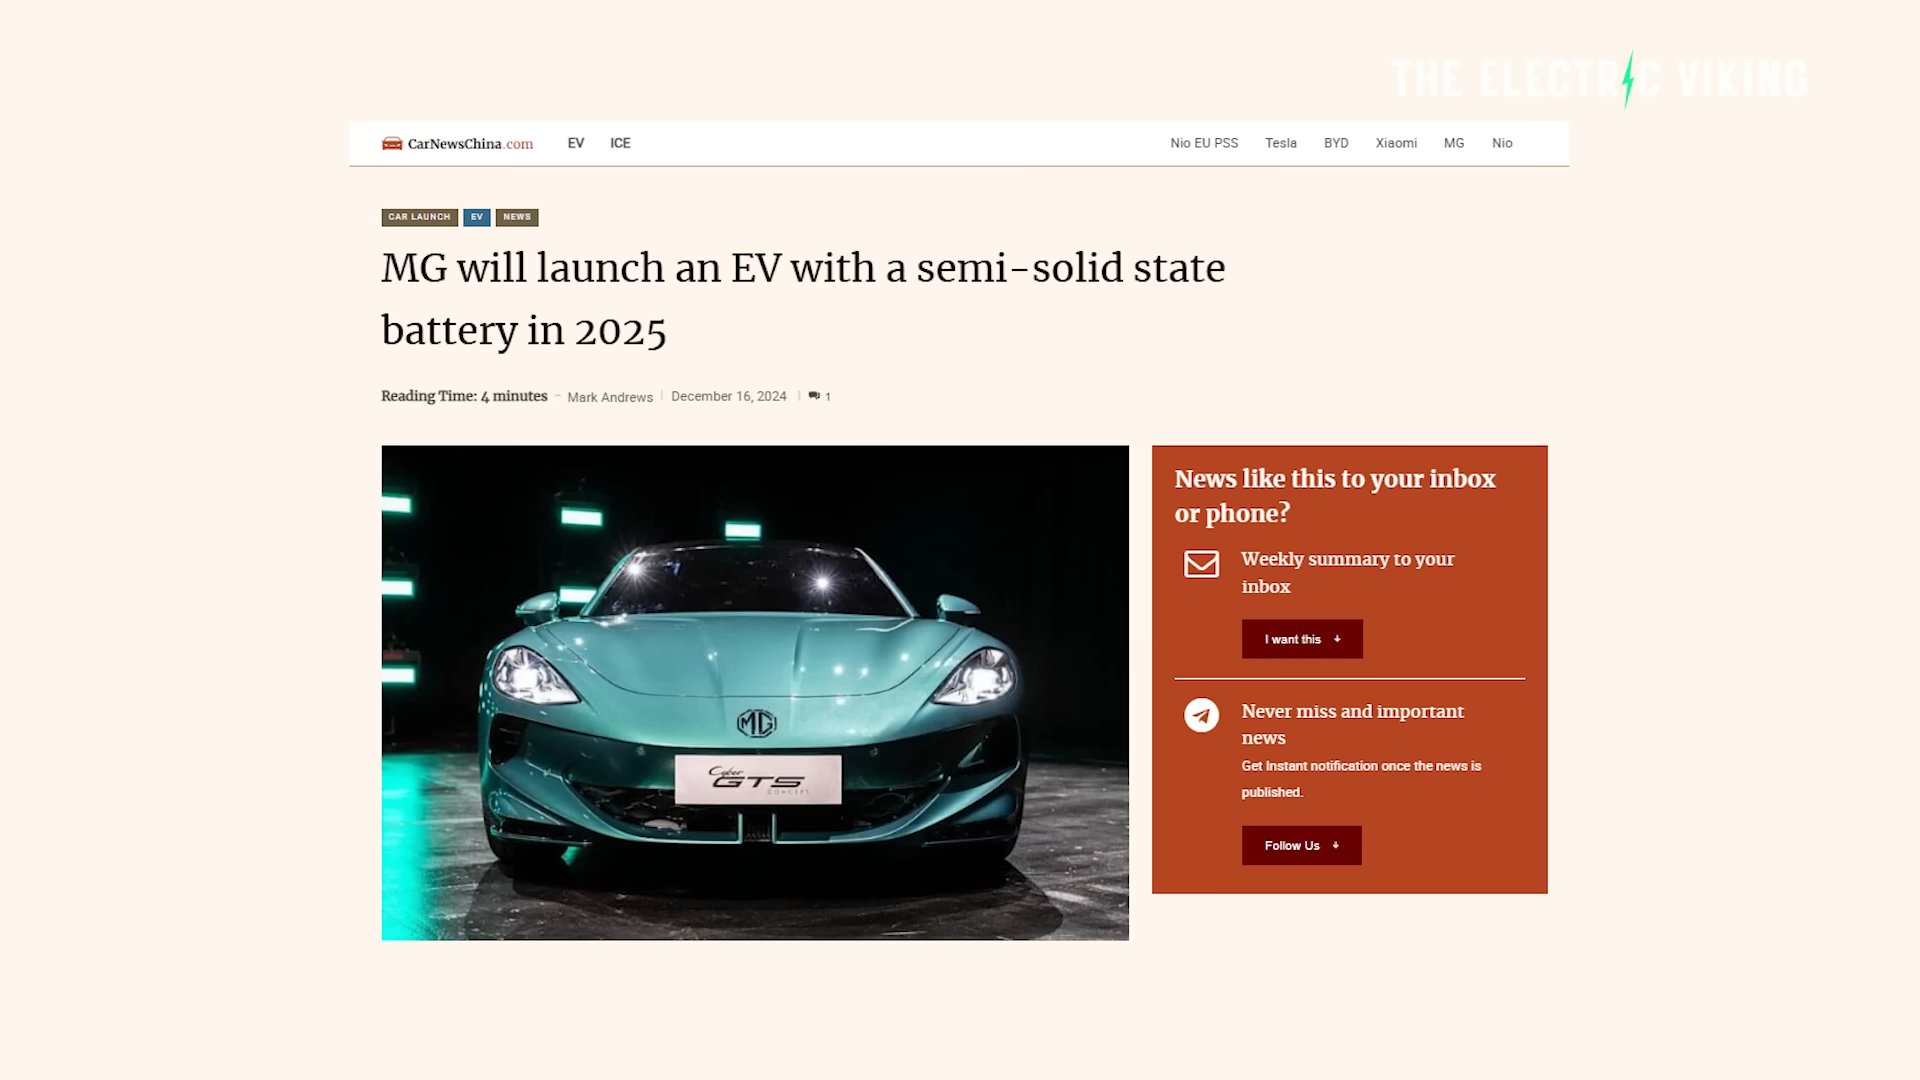 THE ELECTRIC VIKING
CarNewsChina.com
EV
ICE
Nio EU PSS
Tesla
BYD
Xiaomi
MG
Nio
CAR LAUNCH
EV
NEWS
MG will launch an EV with a semi-solid state
battery in 2025
Reading Time: 4 minutes – Mark Andrews | December 16, 2024 | 1
MG
Cyber
GTS
CONCEPT
News like this to your inbox
or phone?
Weekly summary to your
inbox
I want this
Never miss and important
news
Get Instant notification once the news is
published.
Follow Us